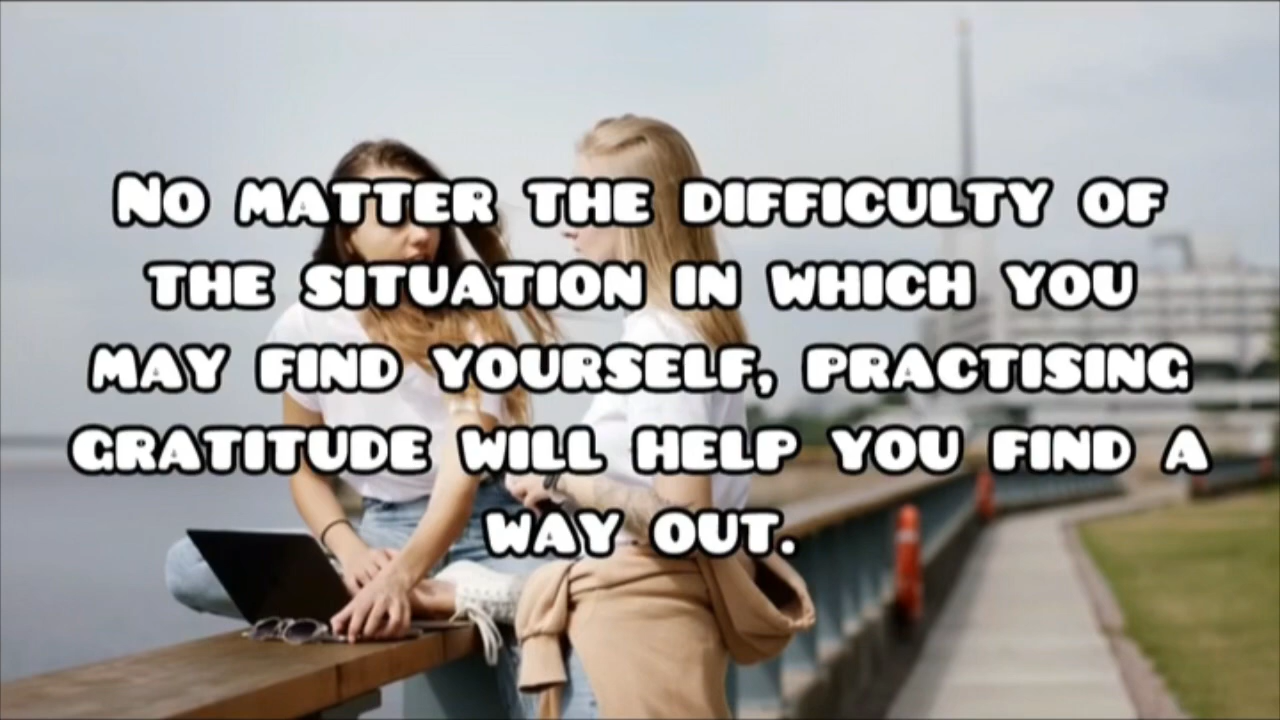 No matter the difficulty of
the situation in which you
may find yourself, practising
gratitude will help you find a
way out.